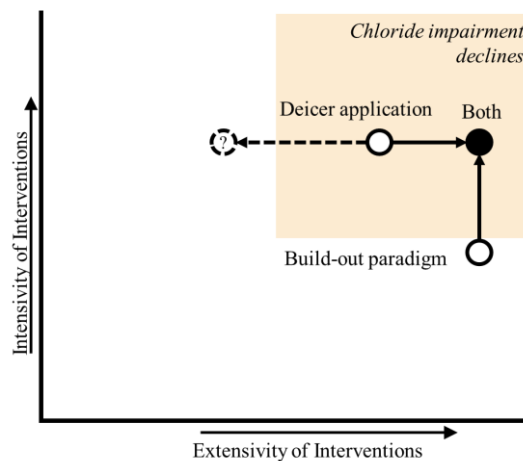 Chloride impairment
declines
Deicer application
Both
?
Build-out paradigm
Intensivity of Interventions
Extensivity of Interventions